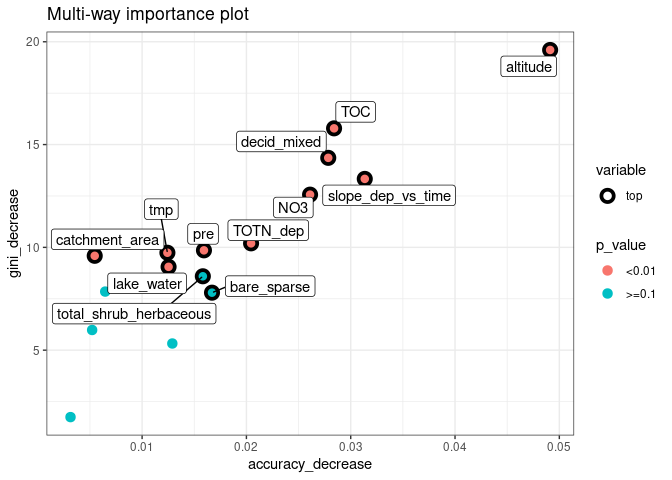 Multi-way importance plot
20
15
10
5
gini_decrease
altitude
TOC
decid_mixed
slope_dep_vs_time
NO3
tmp
pre
TOTN_dep
catchment_area
lake_water
bare_sparse
total_shrub_herbaceous
0.01
0.02
0.03
0.04
0.05
accuracy_decrease
variable
top
p_value
<0.01
>=0.1